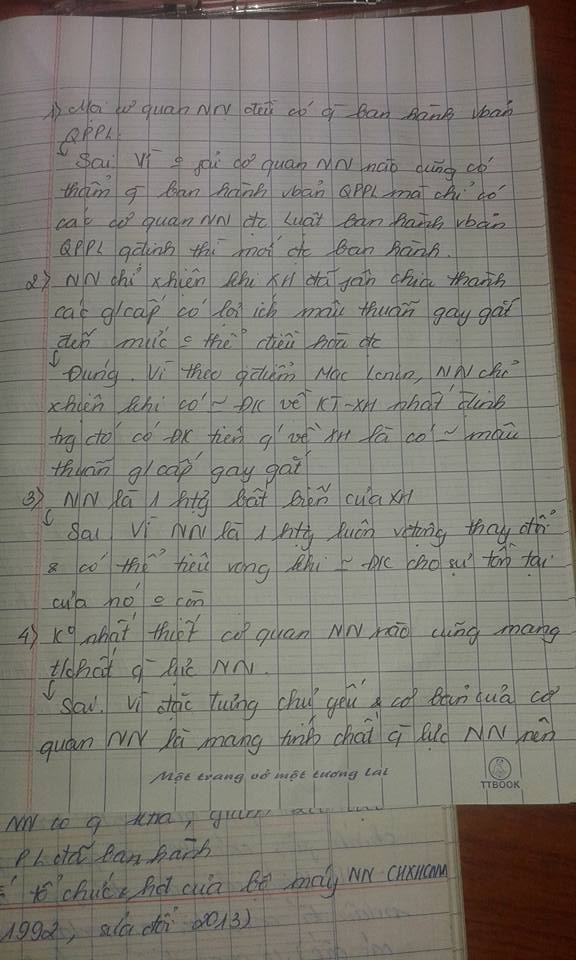 1) Mọi cơ quan NN đều có q ban hành vbản
QPPL.
Sai. Vì ∘ fải cơ quan NN nào cũng có
thẩm q ban hành vbản QPPL mà chỉ có
các cơ quan NN đc Luật ban hành vbản
QPPL qđịnh thì mới đc ban hành.
2) NN chỉ xhiện khi XH đã fân chia thành
các g/cấp có lợi ích mâu thuẫn gay gắt
đến mức ∘ thể điều hòa đc
Đúng. Vì theo qđiểm Mac Lenin, NN chỉ
xhiện khi có ~ ĐK về KT-XH nhất định
trg đó có ĐK tiên q' về XH là có ~ mâu
thuẫn g/cấp gay gắt
3) NN là 1 htg bất biến của XH
Sai. Vì NN là 1 htg luôn vđộng thay đổi
& có thể tiêu vong khi ~ ĐK cho sự tồn tại
của nó ∘ còn
4) K° nhất thiết cơ quan NN nào cũng mang
t/chất q- lực NN.
Sai. Vì đặc trưng chủ yếu & cơ bản của cơ
quan NN là mang tính chất q- lực NN nên
Một trang vở một tương lai
TTBOOK
NN có q
PL đã ban hành
tổ chức & hđ của bộ máy NN CHXHCNVN
1992, sửa đổi 2013)